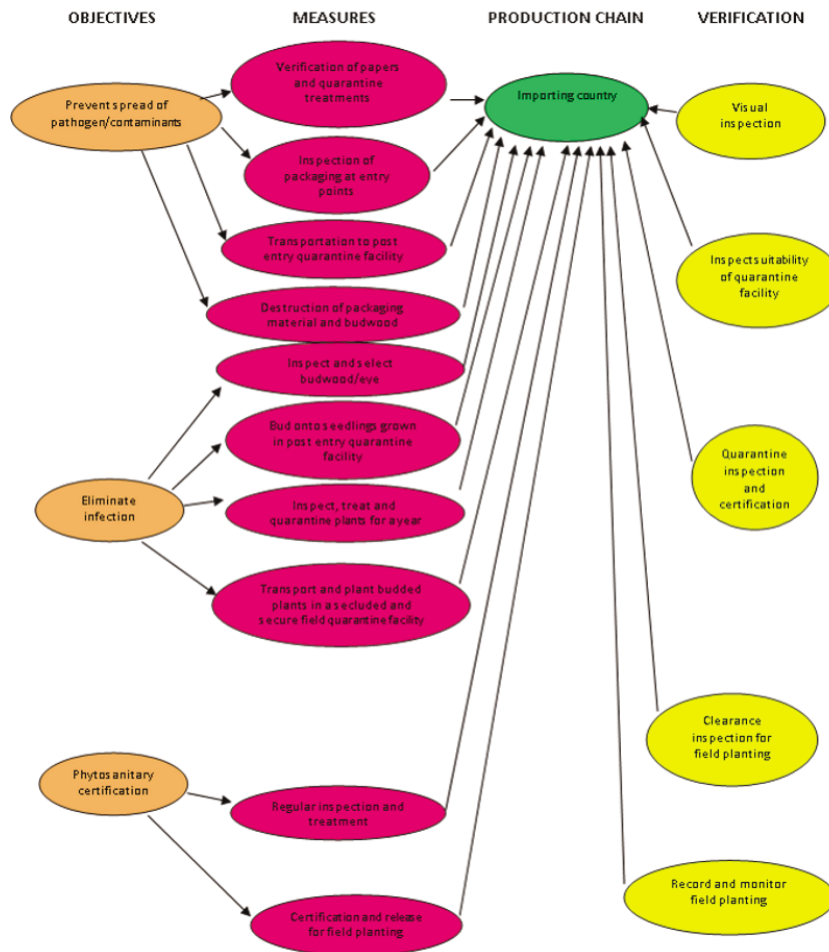 OBJECTIVES
MEASURES
PRODUCTION CHAIN
VERIFICATION
Prevent spread of
pathogen/contaminants
Verification of papers
and quarantine
treatments
Importing country
Visual
inspection
Inspection of
packaging at entry
points
Transportation to post
entry quarantine facility
Inspect suitability
of quarantine
facility
Destruction of packaging
material and budwood
Inspect and select
budwood/eye
Bud onto seedlings grown
in post entry quarantine
facility
Quarantine
inspection
and
certification
Eliminate
infection
Inspect, treat and
quarantine plants for a year
Transport and plant budded
plants in a secluded and
secure field quarantine facility
Clearance
inspection for
field planting
Phytosanitary
certification
Regular inspection and
treatment
Record and monitor
field planting
Certification and release
for field planting